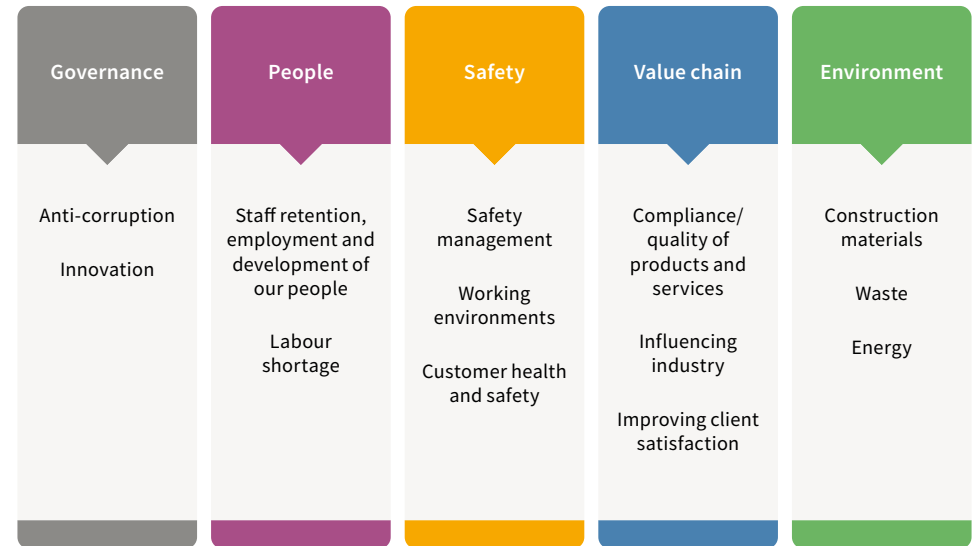 Governance
Anti-corruption
Innovation
People
Staff retention,
employment and
development of
our people
Labour
shortage
Safety
Safety
management
Working
environments
Customer health
and safety
Value chain
Compliance/
quality of
products and
services
Influencing
industry
Improving client
satisfaction
Environment
Construction
materials
Waste
Energy